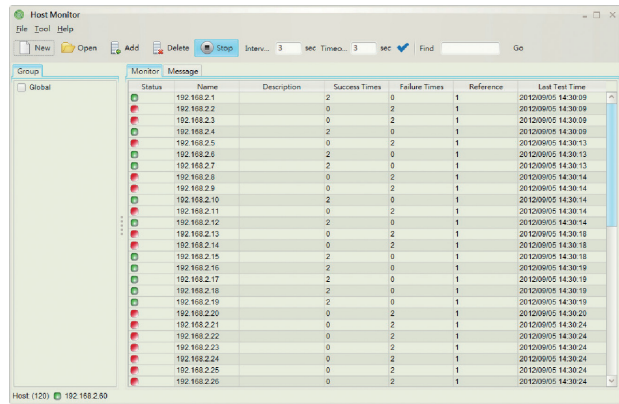 Host Monitor
File Tool Help
New Open Add Delete Stop Interv... 3 sec Timeo... 3 sec Find Go
Group Monitor Message
Global
Status Name Description Success Times Failure Times Reference Last Test Time
192.168.2.1 2 0 1 2012/09/05 14:30:09
192.168.2.2 0 2 1 2012/09/05 14:30:09
192.168.2.3 0 2 1 2012/09/05 14:30:09
192.168.2.4 2 0 1 2012/09/05 14:30:09
192.168.2.5 0 2 1 2012/09/05 14:30:13
192.168.2.6 2 0 1 2012/09/05 14:30:13
192.168.2.7 2 0 1 2012/09/05 14:30:13
192.168.2.8 0 2 1 2012/09/05 14:30:14
192.168.2.9 0 2 1 2012/09/05 14:30:14
192.168.2.10 2 0 1 2012/09/05 14:30:14
192.168.2.11 0 2 1 2012/09/05 14:30:14
192.168.2.12 2 0 1 2012/09/05 14:30:14
192.168.2.13 0 2 1 2012/09/05 14:30:18
192.168.2.14 0 2 1 2012/09/05 14:30:18
192.168.2.15 2 0 1 2012/09/05 14:30:18
192.168.2.16 2 0 1 2012/09/05 14:30:19
192.168.2.17 2 0 1 2012/09/05 14:30:19
192.168.2.18 2 0 1 2012/09/05 14:30:19
192.168.2.19 2 0 1 2012/09/05 14:30:19
192.168.2.20 0 2 1 2012/09/05 14:30:20
192.168.2.21 0 2 1 2012/09/05 14:30:24
192.168.2.22 0 2 1 2012/09/05 14:30:24
192.168.2.23 0 2 1 2012/09/05 14:30:24
192.168.2.24 0 2 1 2012/09/05 14:30:24
192.168.2.25 0 2 1 2012/09/05 14:30:24
192.168.2.26 0 2 1 2012/09/05 14:30:24
Host (120) 192.168.2.60